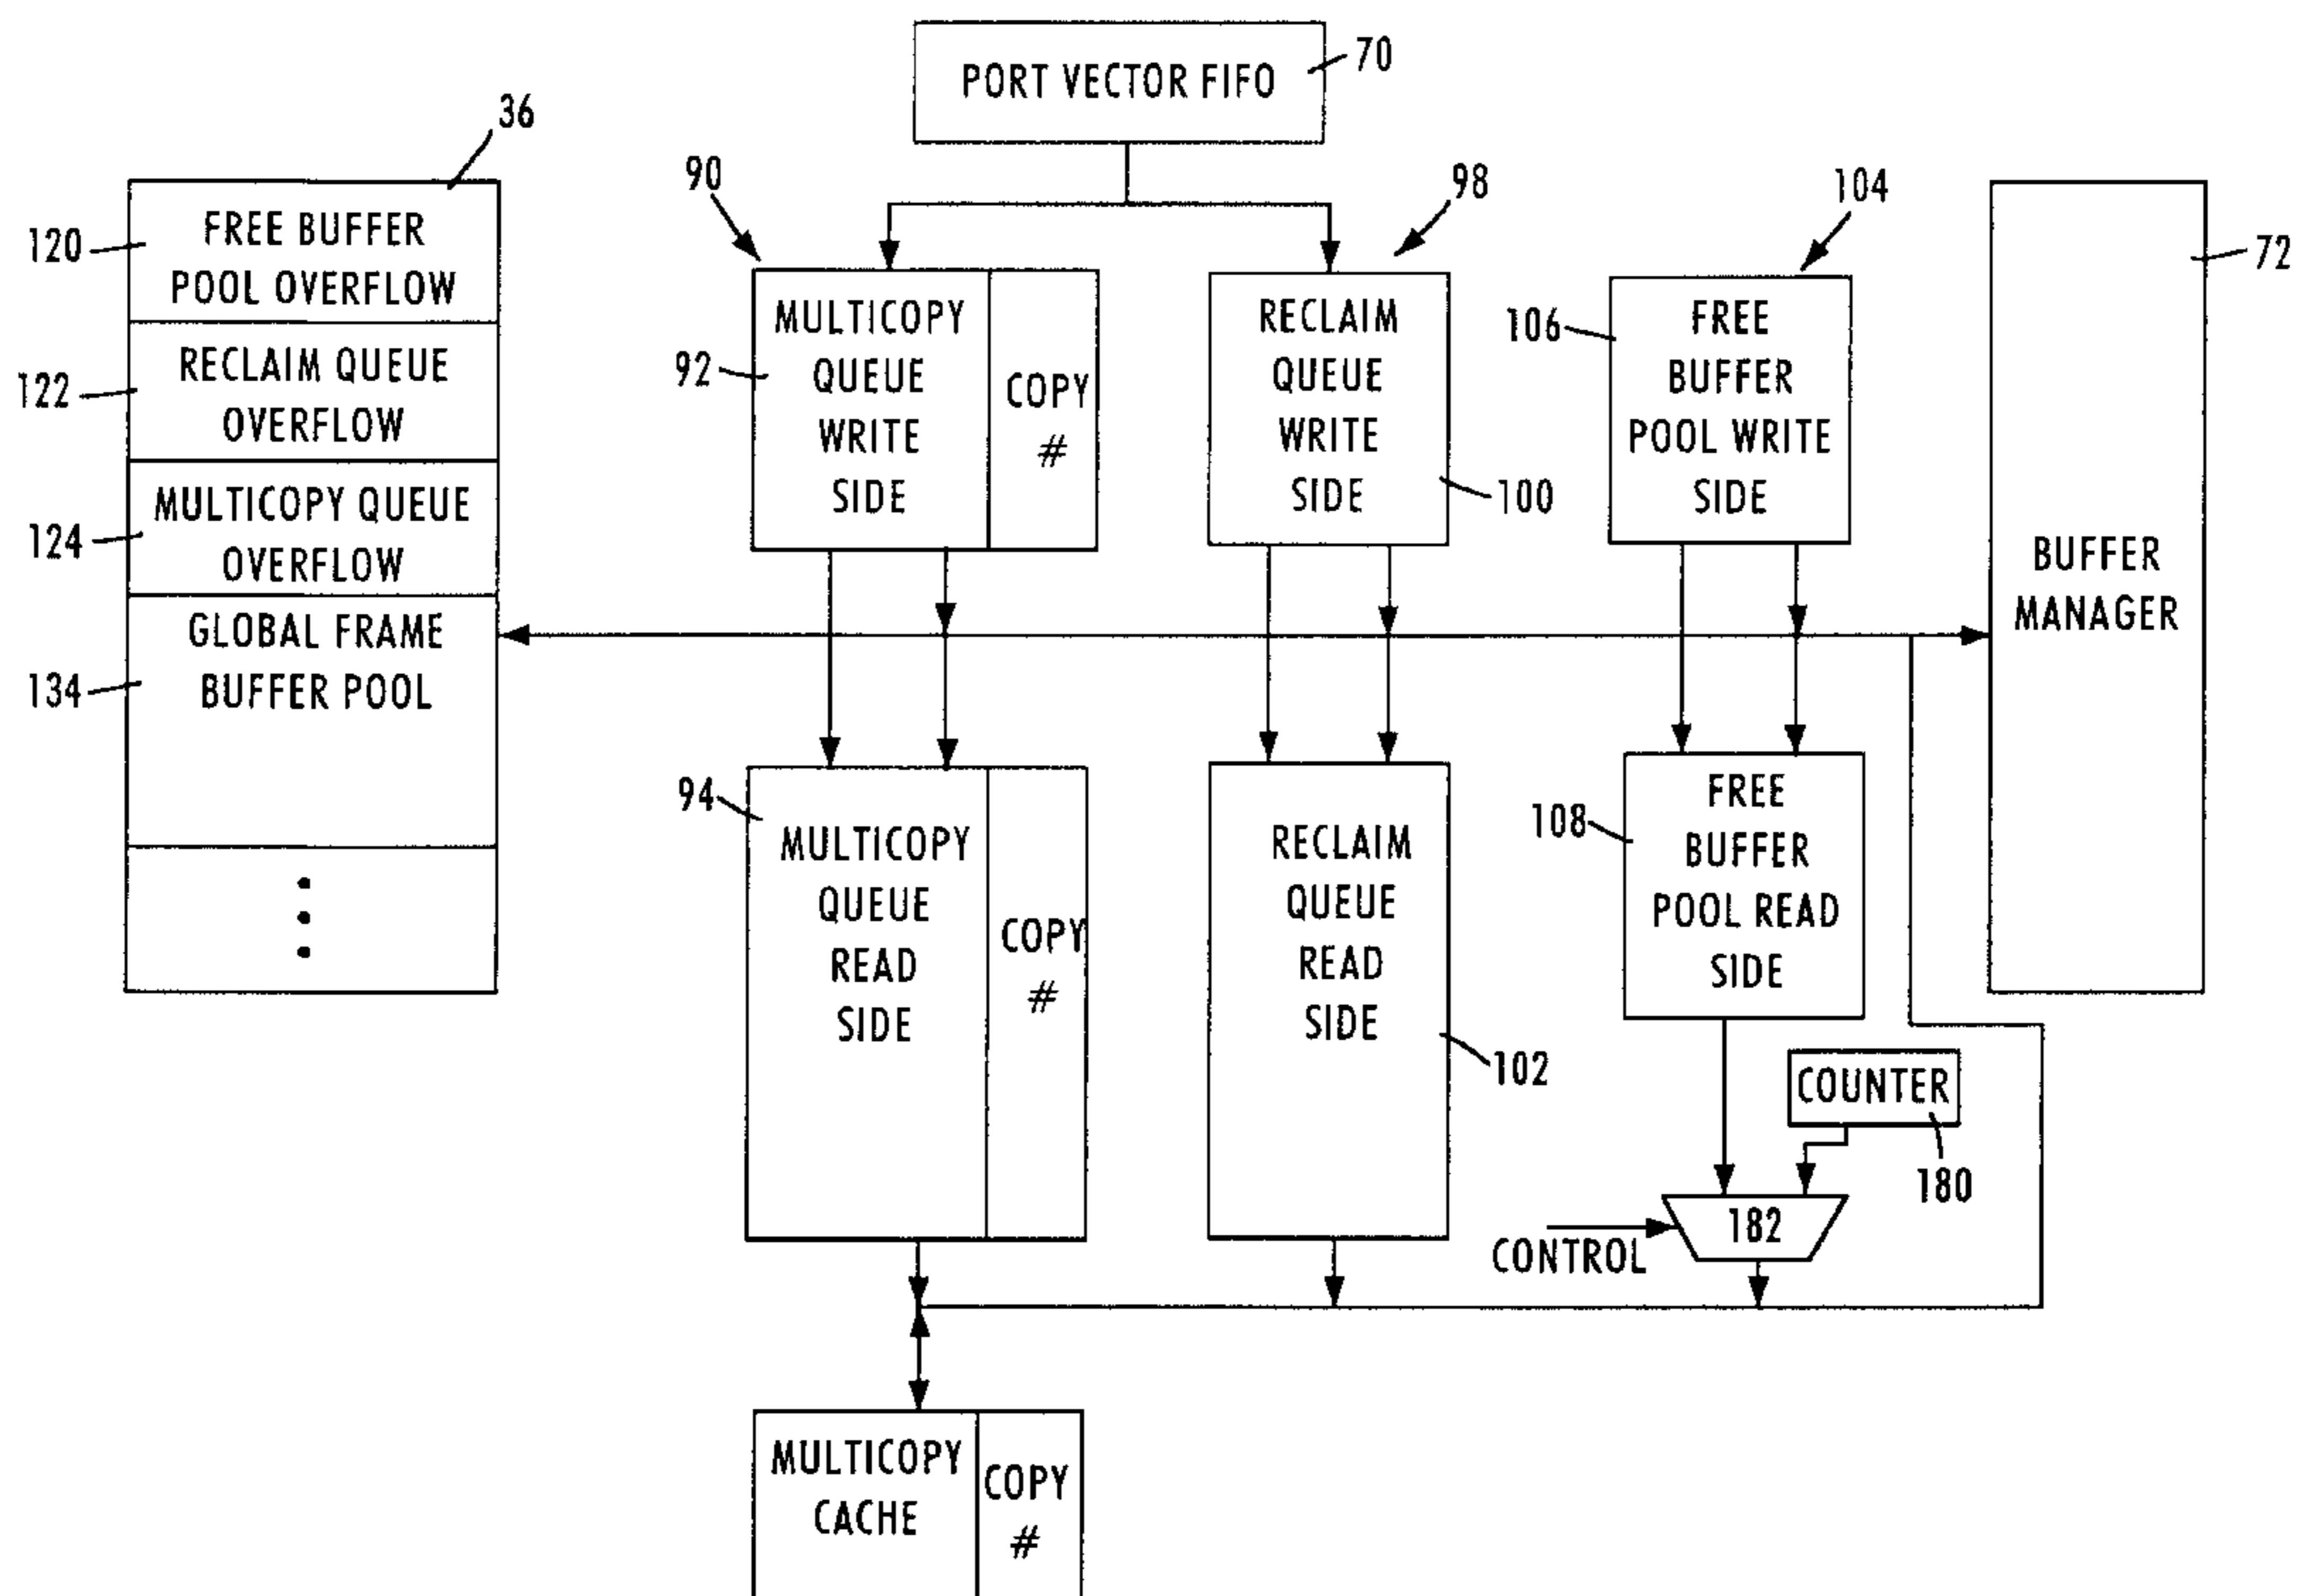 PORT VECTOR FIFO
70
36
90
98
104
72
120
FREE BUFFER
POOL OVERFLOW
122
RECLAIM QUEUE
OVERFLOW
124
MULTICOPY QUEUE
OVERFLOW
134
GLOBAL FRAME
BUFFER POOL
92
MULTICOPY
QUEUE
WRITE
SIDE
COPY
#
RECLAIM
QUEUE
WRITE
SIDE
100
106
FREE
BUFFER
POOL WRITE
SIDE
BUFFER
MANAGER
94
MULTICOPY
QUEUE
READ
SIDE
COPY
#
RECLAIM
QUEUE
READ
SIDE
102
108
FREE
BUFFER
POOL READ
SIDE
COUNTER
180
182
CONTROL
MULTICOPY
CACHE
COPY
#